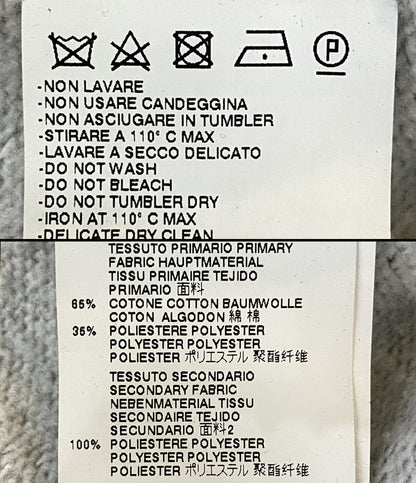 P
-NON LAVARE
-NON USARE CANDEGGINA
-NON ASCIUGARE IN TUMBLER
-STIRARE A 110° C MAX
-LAVARE A SECCO DELICATO
-DO NOT WASH
-DO NOT BLEACH
-DO NOT TUMBLER DRY
-IRON AT 110° C MAX
-DELICATE DRY CLEAN
TESSUTO PRIMARIO PRIMARY
FABRIC HAUPTMATERIAL
TISSU PRIMAIRE TEJIDO
PRIMARIO 面料
65% COTONE COTTON BAUMWOLLE
COTON ALGODON 綿 棉
35% POLIESTERE POLYESTER
POLYESTER POLYESTER
POLIESTER ポリエステル 聚酯纤维
TESSUTO SECONDARIO
SECONDARY FABRIC
NEBENMATERIAL TISSU
SECONDAIRE TEJIDO
SECUNDARIO 面料2
100% POLIESTERE POLYESTER
POLYESTER POLYESTER
POLIESTER ポリエステル 聚酯纤维